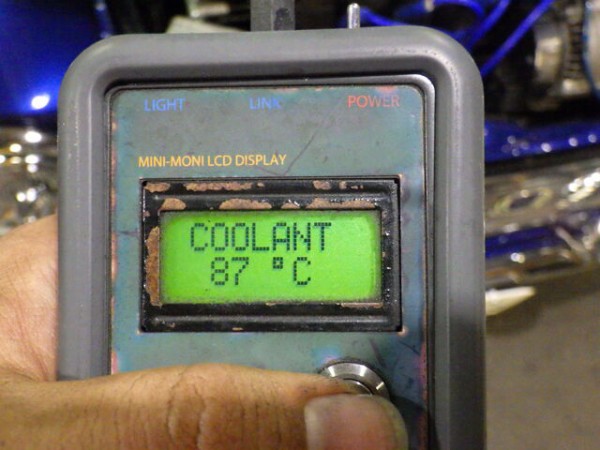 LIGHT LINK POWER
MINI-MONI LCD DISPLAY
COOLANT
87 °C